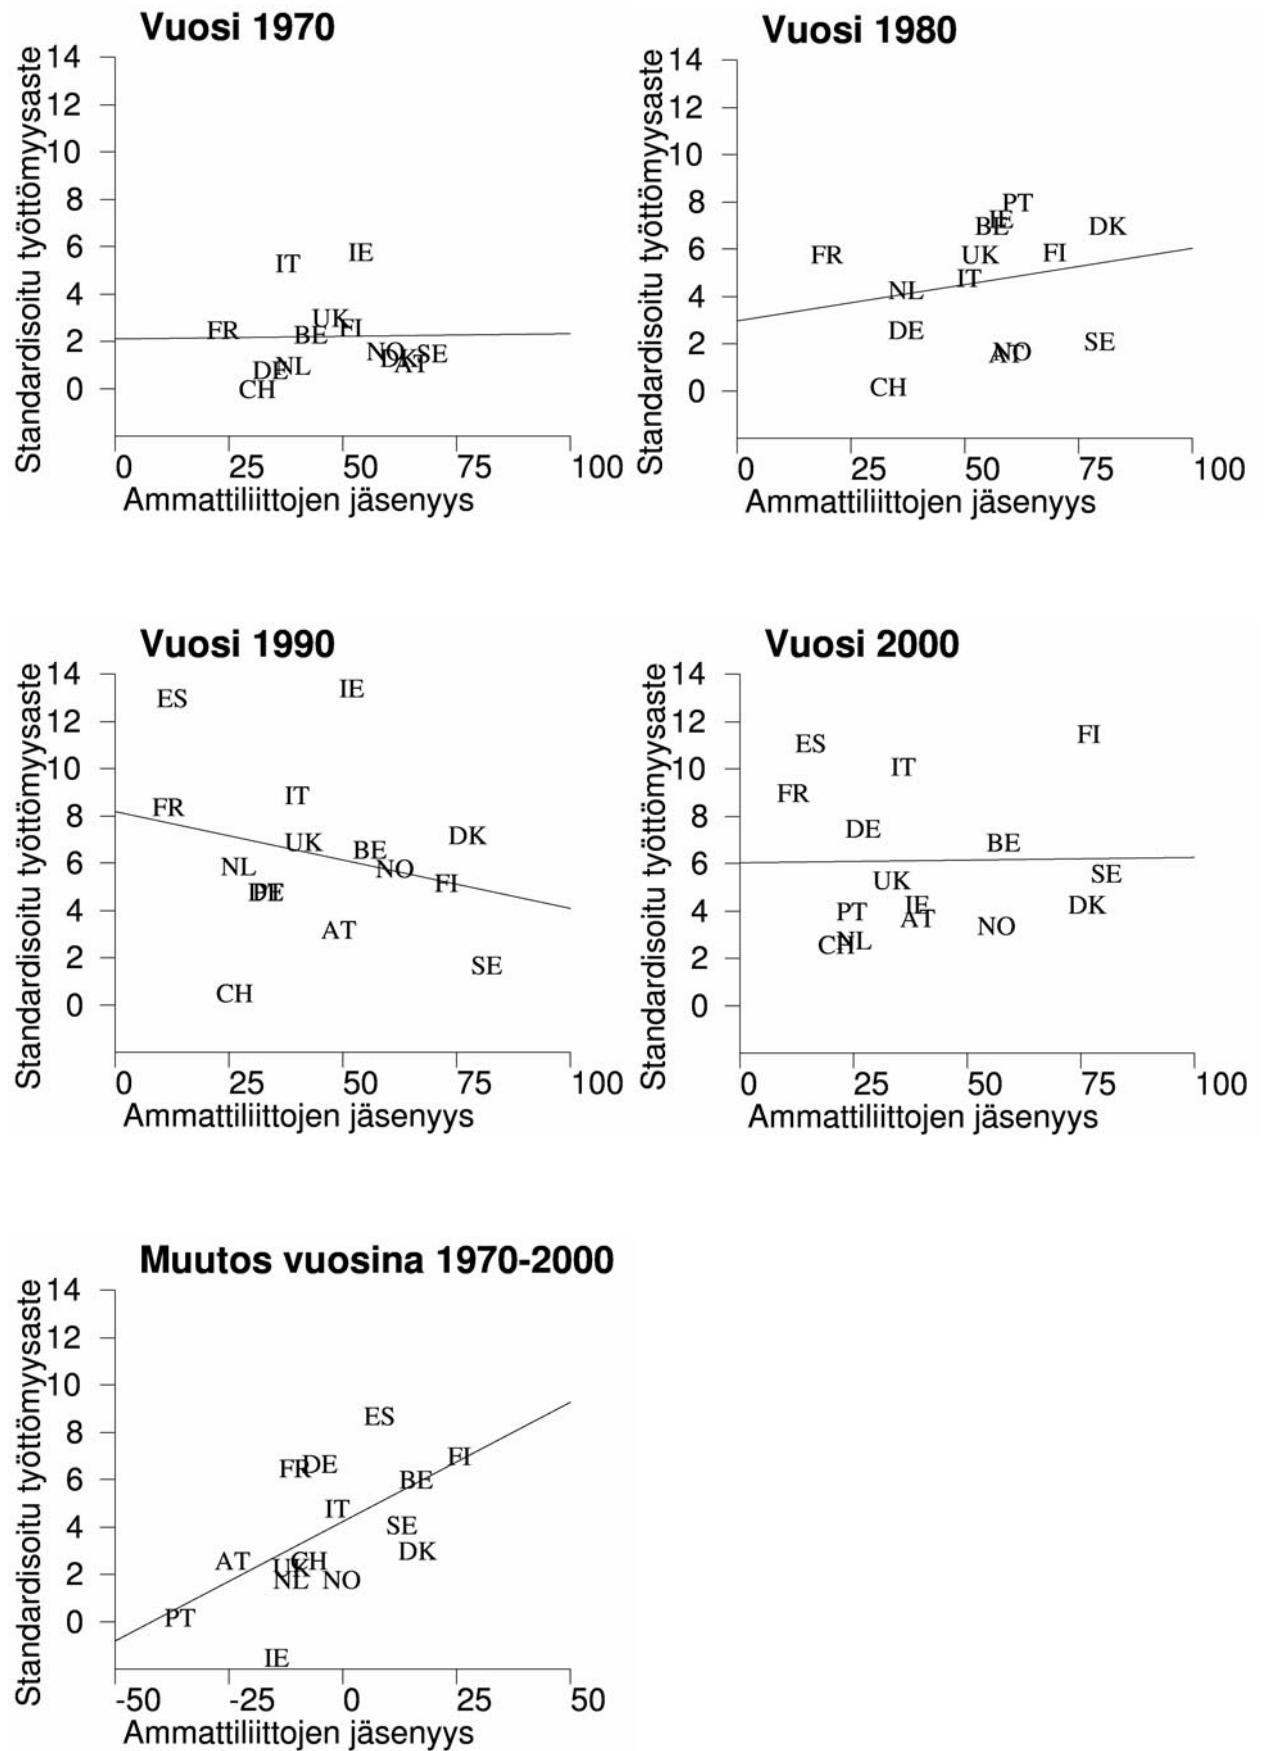 Vuosi 1970
Standardisoitu työttömyysaste
14
12
10
8
6
4
2
0
IE
IT
UK
FI
FR
BE
NO
SE
DK
AT
NL
DE
CH
0 25 50 75 100
Ammattiliittojen jäsenyys
Vuosi 1980
Standardisoitu työttömyysaste
14
12
10
8
6
4
2
0
PT
IE
BE
DK
FR
UK
FI
IT
NL
DE
SE
NO
AT
CH
0 25 50 75 100
Ammattiliittojen jäsenyys
Vuosi 1990
Standardisoitu työttömyysaste
14
12
10
8
6
4
2
0
IE
ES
IT
FR
DK
UK
BE
NL
NO
FI
DE
PT
AT
SE
CH
0 25 50 75 100
Ammattiliittojen jäsenyys
Vuosi 2000
Standardisoitu työttömyysaste
14
12
10
8
6
4
2
0
FI
ES
IT
FR
DE
BE
SE
UK
IE
DK
PT
AT
NO
NL
CH
0 25 50 75 100
Ammattiliittojen jäsenyys
Muutos vuosina 1970-2000
Standardisoitu työttömyysaste
14
12
10
8
6
4
2
0
ES
FI
DE
FR
BE
IT
SE
DK
AT
CH
UK
NL
NO
PT
IE
-50 -25 0 25 50
Ammattiliittojen jäsenyys